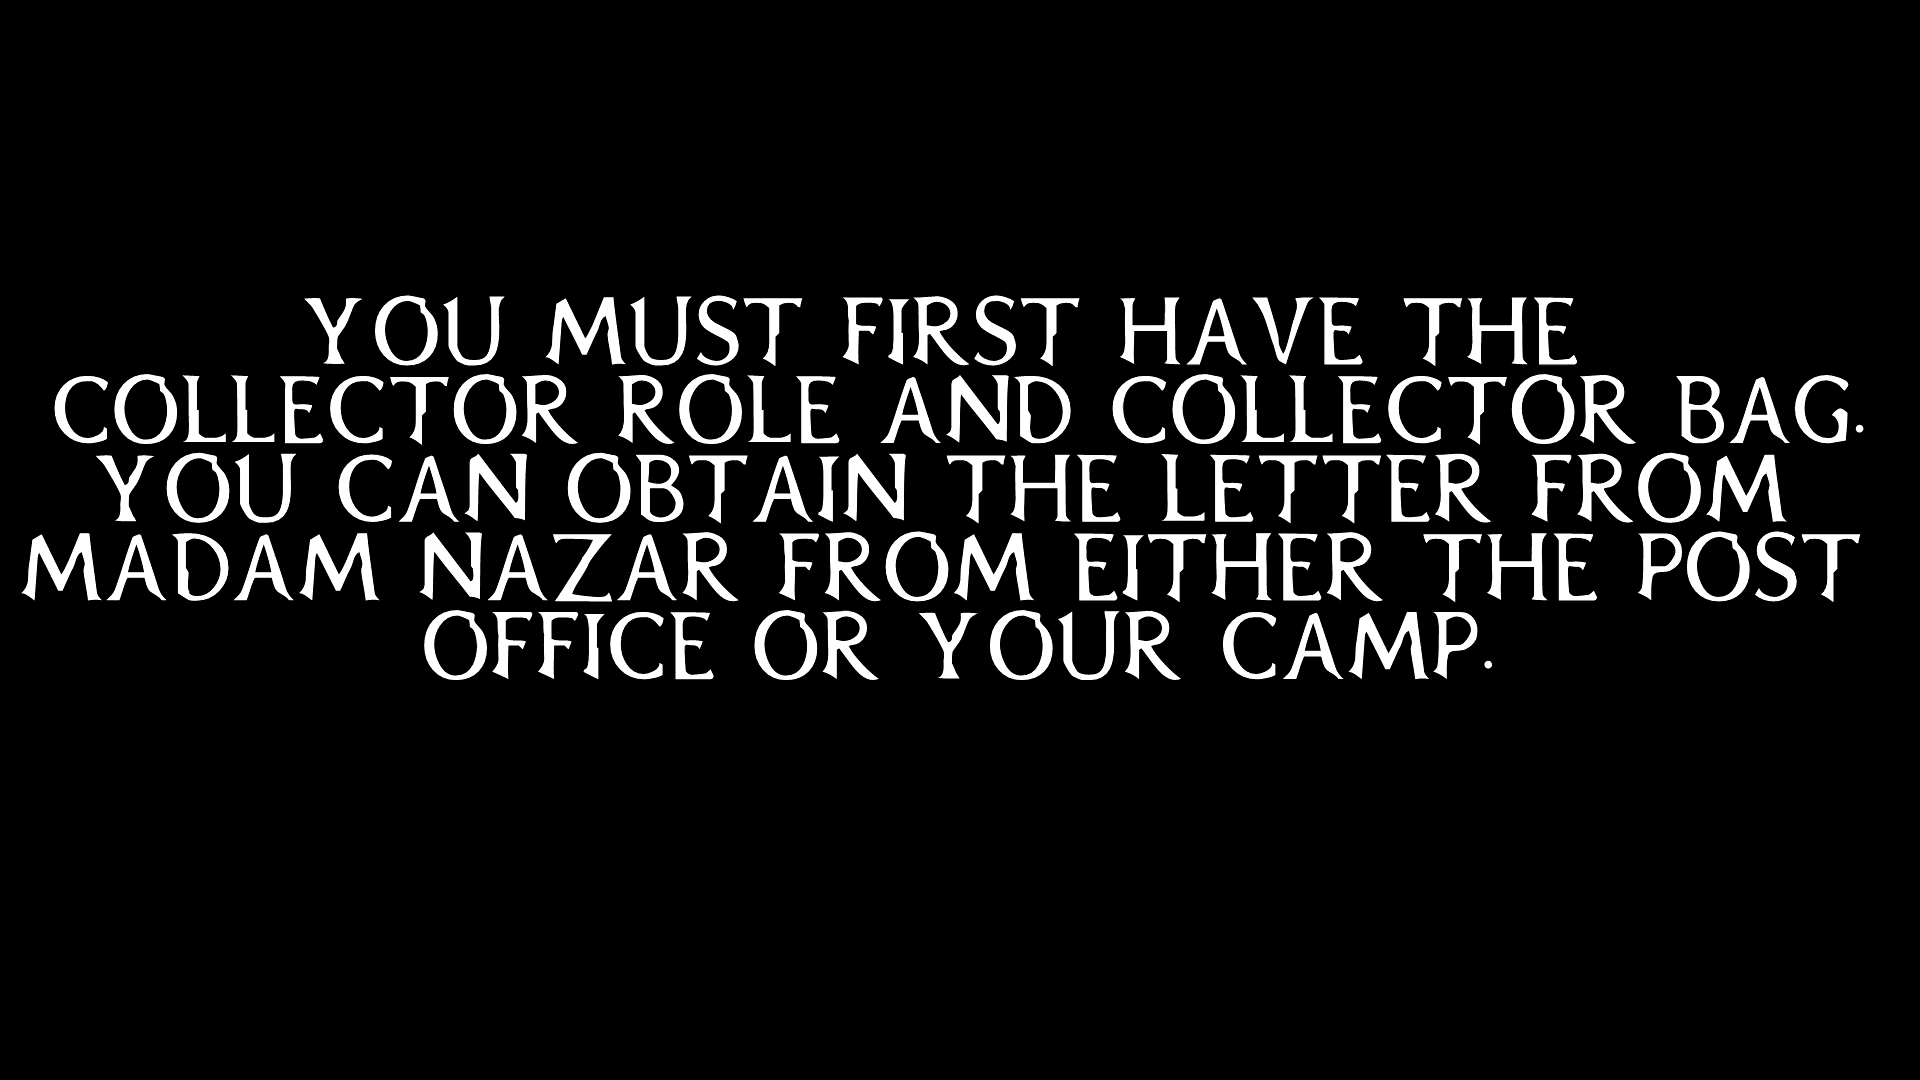 YOU MUST FIRST HAVE THE
COLLECTOR ROLE AND COLLECTOR BAG.
YOU CAN OBTAIN THE LETTER FROM
MADAM NAZAR FROM EITHER THE POST
OFFICE OR YOUR CAMP.